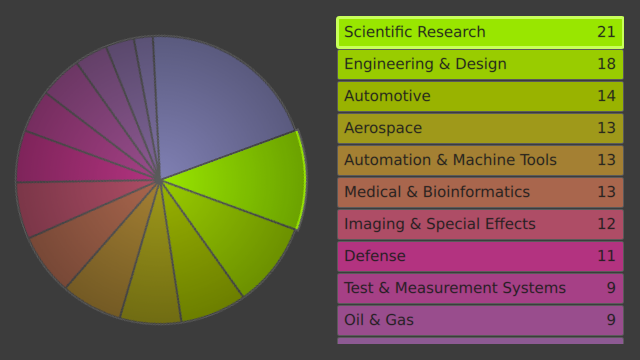 Scientific Research 21
Engineering & Design 18
Automotive 14
Aerospace 13
Automation & Machine Tools 13
Medical & Bioinformatics 13
Imaging & Special Effects 12
Defense 11
Test & Measurement Systems 9
Oil & Gas 9